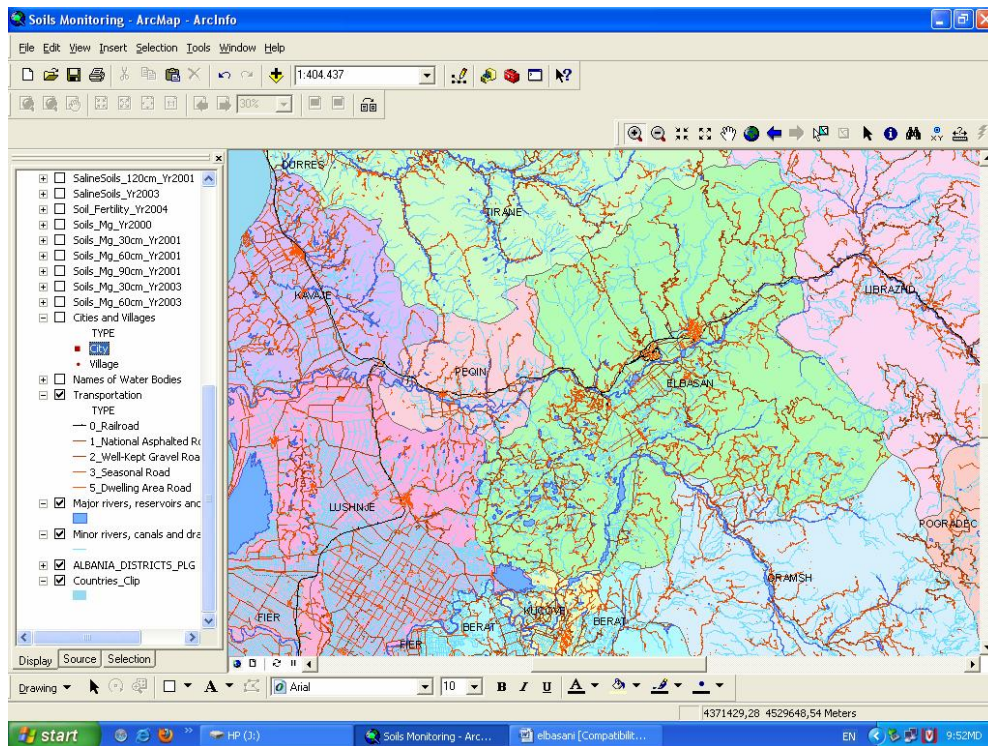 Soils Monitoring - ArcMap - ArcInfo
File Edit View Insert Selection Tools Window Help
1:404.437
30%
SalineSoils_120cm_Yr2001
SalineSoils_Yr2003
Soil_Fertility_Yr2004
Soils_Mg_Yr2000
Soils_Mg_30cm_Yr2001
Soils_Mg_60cm_Yr2001
Soils_Mg_90cm_Yr2001
Soils_Mg_30cm_Yr2003
Soils_Mg_60cm_Yr2003
Cities and Villages
TYPE
City
Village
Names of Water Bodies
Transportation
TYPE
0_Railroad
1_National Asphalted Ro
2_Well-Kept Gravel Roa
3_Seasonal Road
5_Dwelling Area Road
Major rivers, reservoirs and
Minor rivers, canals and dra
ALBANIA_DISTRICTS_PLG
Countries_Clip
Display Source Selection
DURRES
TIRANE
LIBRAZHD
KAVAJE
PEQIN
ELBASAN
LUSHNJE
POGRADEC
GRAMSH
KUCOVE
FIER
BERAT
BERAT
FIER
Drawing
A
Arial
10
B I U
A
4371429,28 4529648,54 Meters
start
HP (J:)
Soils Monitoring - Arc...
elbasani [Compatibilit...
EN
9:52MD